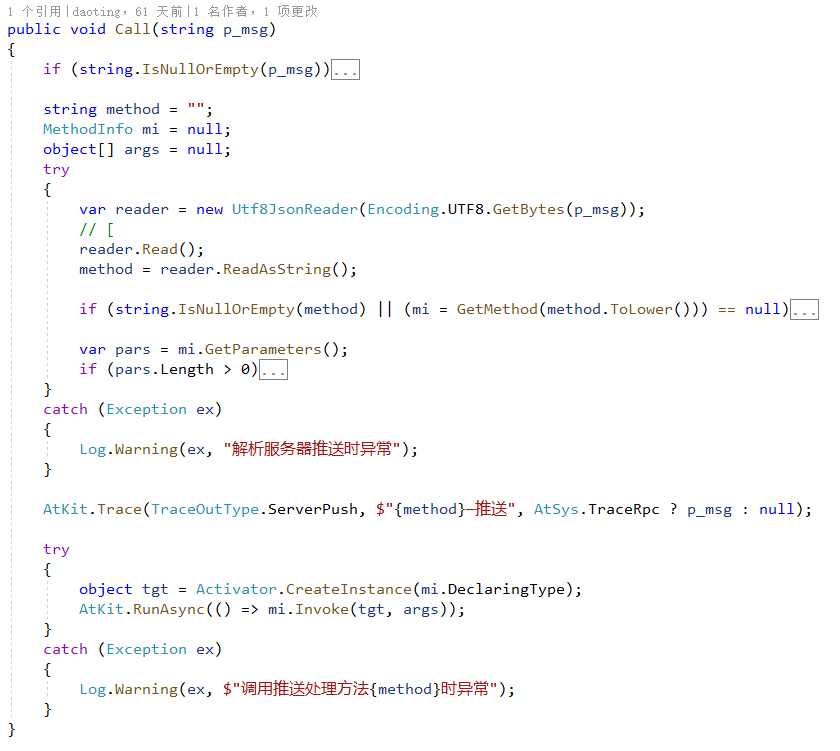 1 个引用|daoting，61 天前|1 名作者，1 项更改
public void Call(string p_msg)
{
if (string.IsNullOrEmpty(p_msg))...
string method = "";
MethodInfo mi = null;
object[] args = null;
try
{
var reader = new Utf8JsonReader(Encoding.UTF8.GetBytes(p_msg));
// [
reader.Read();
method = reader.ReadAsString();
if (string.IsNullOrEmpty(method) || (mi = GetMethod(method.ToLower())) == null)...
var pars = mi.GetParameters();
if (pars.Length > 0)...
}
catch (Exception ex)
{
Log.Warning(ex, "解析服务器推送时异常");
}
AtKit.Trace(TraceOutType.ServerPush, $"{method}—推送", AtSys.TraceRpc ? p_msg : null);
try
{
object tgt = Activator.CreateInstance(mi.DeclaringType);
AtKit.RunAsync(() => mi.Invoke(tgt, args));
}
catch (Exception ex)
{
Log.Warning(ex, $"调用推送处理方法{method}时异常");
}
}